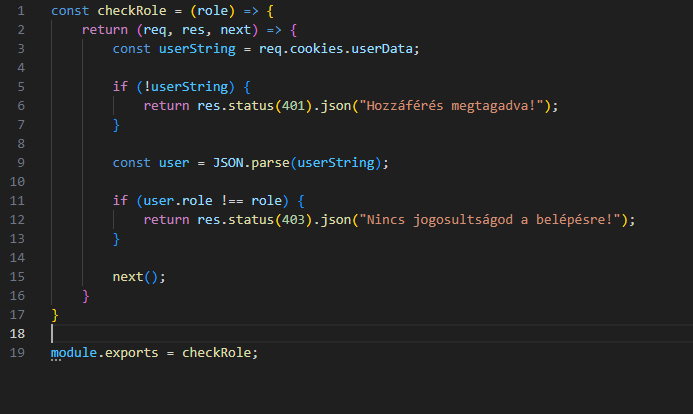 1 const checkRole = (role) => {
2 return (req, res, next) => {
3 const userString = req.cookies.userData;
4
5 if (!userString) {
6 return res.status(401).json("Hozzáférés megtagadva!");
7 }
8
9 const user = JSON.parse(userString);
10
11 if (user.role !== role) {
12 return res.status(403).json("Nincs jogosultságod a belépésre!");
13 }
14
15 next();
16 }
17 }
18
19 module.exports = checkRole;